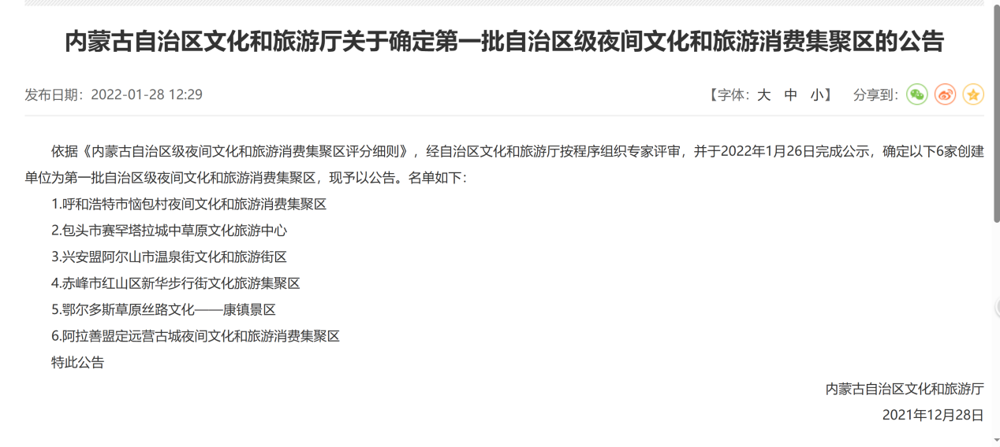 内蒙古自治区文化和旅游厅关于确定第一批自治区级夜间文化和旅游消费集聚区的公告
发布日期：2022-01-28 12:29 【字体：大 中 小】 分享到：
依据《内蒙古自治区级夜间文化和旅游消费集聚区评分细则》，经自治区文化和旅游厅按程序组织专家评审，并于2022年1月26日完成公示，确定以下6家创建
单位为第一批自治区级夜间文化和旅游消费集聚区，现予以公告。名单如下：
1.呼和浩特市恼包村夜间文化和旅游消费集聚区
2.包头市赛罕塔拉城中草原文化旅游中心
3.兴安盟阿尔山市温泉街文化和旅游街区
4.赤峰市红山区新华步行街文化旅游集聚区
5.鄂尔多斯草原丝路文化——康镇景区
6.阿拉善盟定远营古城夜间文化和旅游消费集聚区
特此公告
内蒙古自治区文化和旅游厅
2021年12月28日